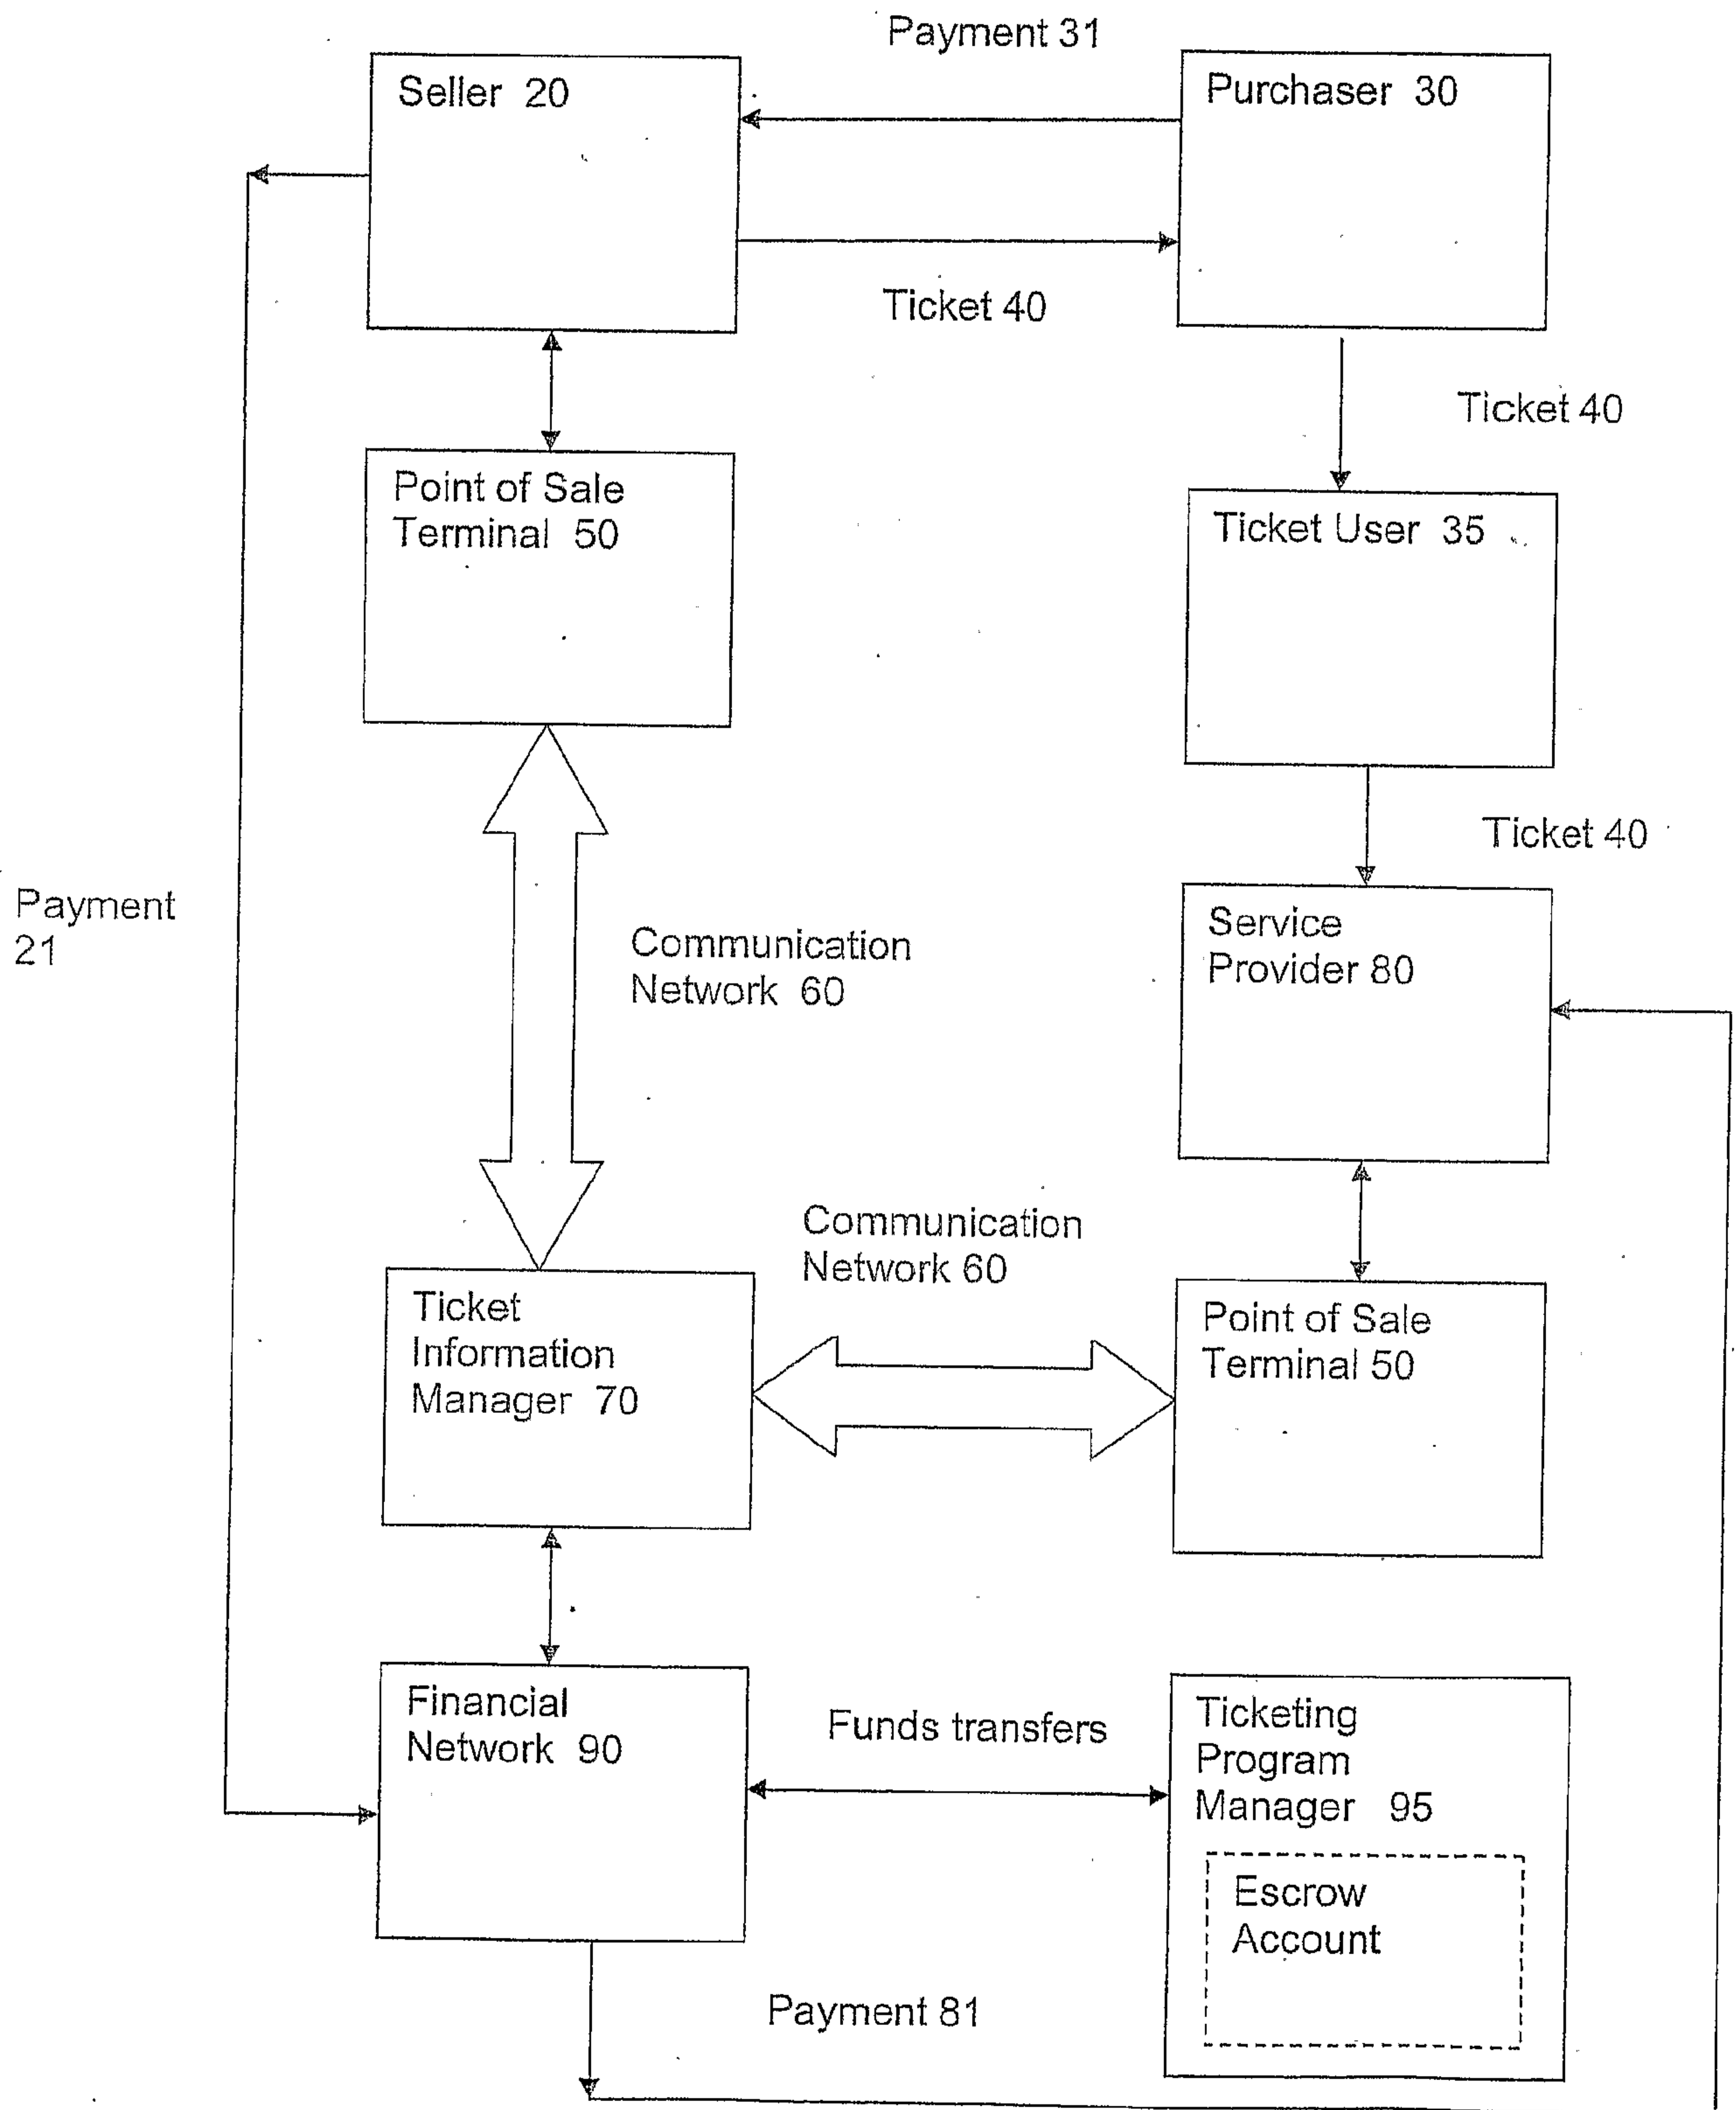 Payment 31
Seller 20
Purchaser 30
Ticket 40
Ticket 40
Point of Sale
Terminal 50
Ticket User 35
Ticket 40
Payment
21
Service
Provider 80
Communication
Network 60
Communication
Network 60
Ticket
Information
Manager 70
Point of Sale
Terminal 50
Financial
Network 90
Funds transfers
Ticketing
Program
Manager 95
Escrow
Account
Payment 81